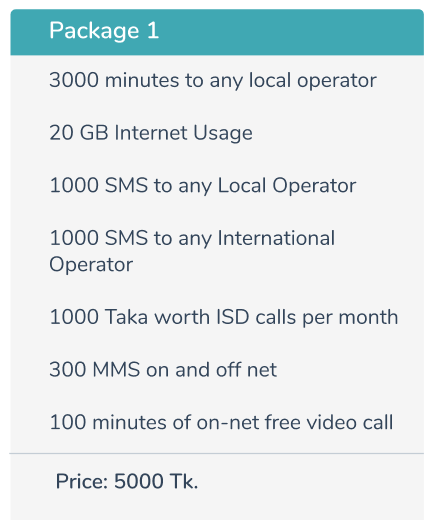 Package 1
3000 minutes to any local operator
20 GB Internet Usage
1000 SMS to any Local Operator
1000 SMS to any International
Operator
1000 Taka worth ISD calls per month
300 MMS on and off net
100 minutes of on-net free video call
Price: 5000 Tk.